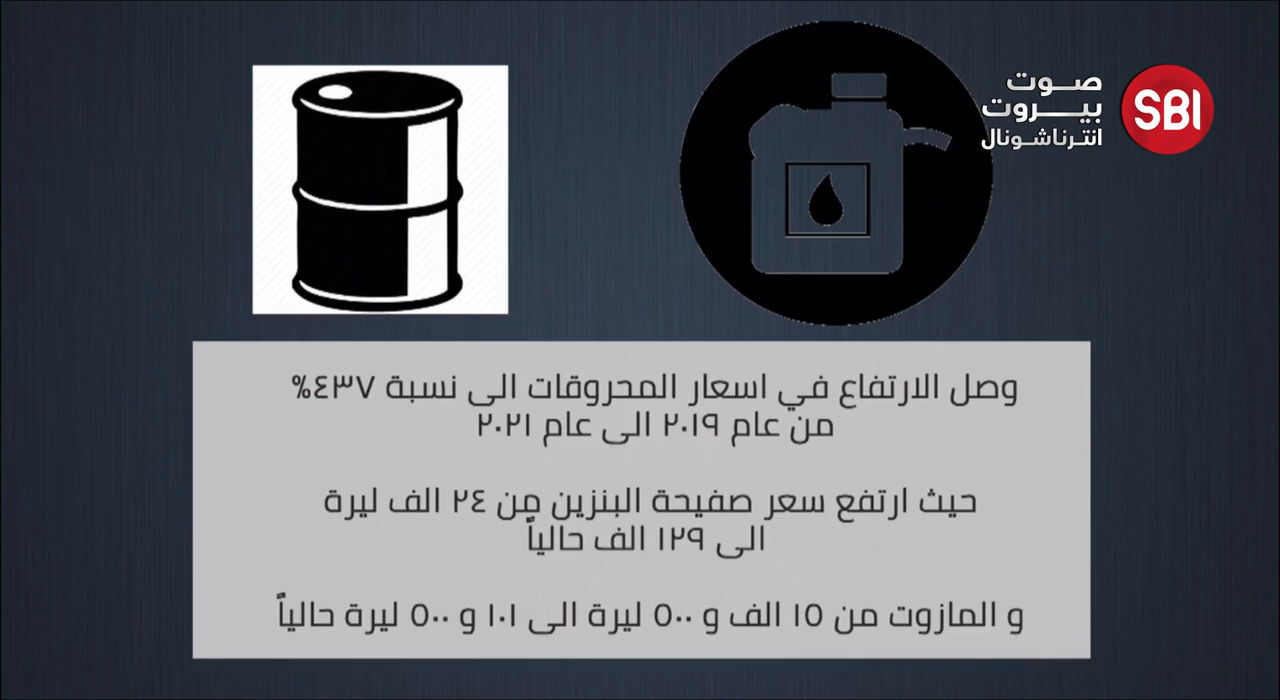 صوت
بيروت
انترناشونال
SBI
وصل الارتفاع في اسعار المحروقات الى نسبة ٤٣٧%
من عام ٢٠١٩ الى عام ٢٠٢١
حيث ارتفع سعر صفيحة البنزين من ٢٤ الف ليرة
الى ١٢٩ الف حالياً
و المازوت من ١٥ الف و ٥٠٠ ليرة الى ١٠١ و ٥٠٠ ليرة حالياً